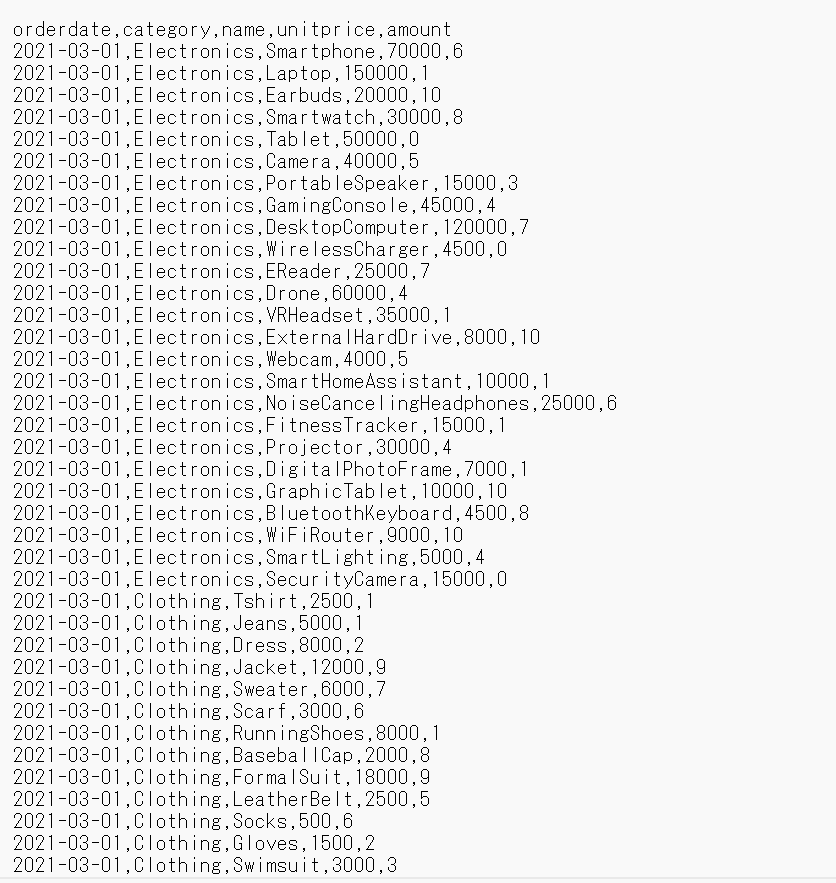 orderdate,category,name,unitprice,amount
2021-03-01,Electronics,Smartphone,70000,6
2021-03-01,Electronics,Laptop,150000,1
2021-03-01,Electronics,Earbuds,20000,10
2021-03-01,Electronics,Smartwatch,30000,8
2021-03-01,Electronics,Tablet,50000,0
2021-03-01,Electronics,Camera,40000,5
2021-03-01,Electronics,PortableSpeaker,15000,3
2021-03-01,Electronics,GamingConsole,45000,4
2021-03-01,Electronics,DesktopComputer,120000,7
2021-03-01,Electronics,WirelessCharger,4500,0
2021-03-01,Electronics,EReader,25000,7
2021-03-01,Electronics,Drone,60000,4
2021-03-01,Electronics,VRHeadset,35000,1
2021-03-01,Electronics,ExternalHardDrive,8000,10
2021-03-01,Electronics,Webcam,4000,5
2021-03-01,Electronics,SmartHomeAssistant,10000,1
2021-03-01,Electronics,NoiseCancelingHeadphones,25000,6
2021-03-01,Electronics,FitnessTracker,15000,1
2021-03-01,Electronics,Projector,30000,4
2021-03-01,Electronics,DigitalPhotoFrame,7000,1
2021-03-01,Electronics,GraphicTablet,10000,10
2021-03-01,Electronics,BluetoothKeyboard,4500,8
2021-03-01,Electronics,WiFiRouter,9000,10
2021-03-01,Electronics,SmartLighting,5000,4
2021-03-01,Electronics,SecurityCamera,15000,0
2021-03-01,Clothing,Tshirt,2500,1
2021-03-01,Clothing,Jeans,5000,1
2021-03-01,Clothing,Dress,8000,2
2021-03-01,Clothing,Jacket,12000,9
2021-03-01,Clothing,Sweater,6000,7
2021-03-01,Clothing,Scarf,3000,6
2021-03-01,Clothing,RunningShoes,8000,1
2021-03-01,Clothing,BaseballCap,2000,8
2021-03-01,Clothing,FormalSuit,18000,9
2021-03-01,Clothing,LeatherBelt,2500,5
2021-03-01,Clothing,Socks,500,6
2021-03-01,Clothing,Gloves,1500,2
2021-03-01,Clothing,Swimsuit,3000,3